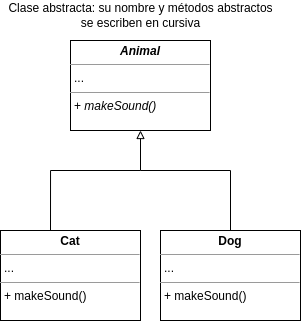 Clase abstracta: su nombre y métodos abstractos
se escriben en cursiva
Animal
...
+ makeSound()
Cat
...
+ makeSound()
Dog
...
+ makeSound()